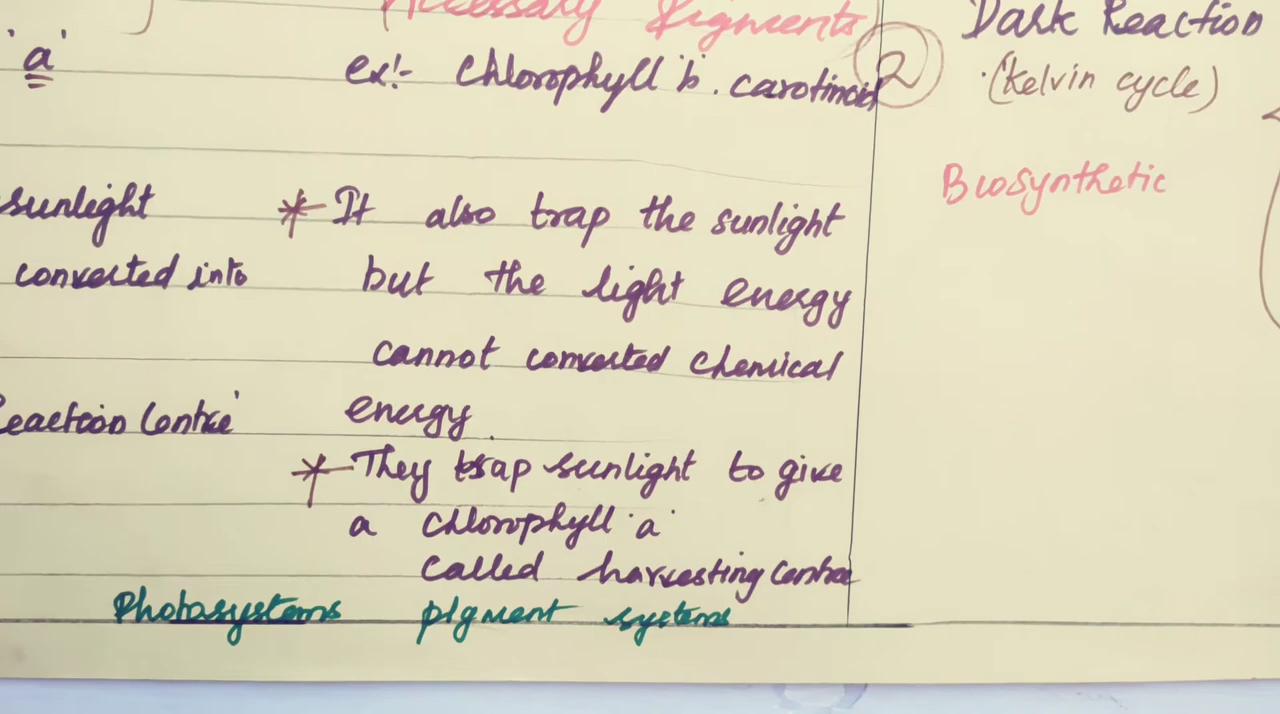 'a'
sunlight
converted into
Reaction Centre'
Accessary Pigments
ex!- Chlorophyll 'b'. carotinoid
* It also trap the sunlight
but the light energy
cannot converted chemical
energy.
* They trap sunlight to give
a chlorophyll 'a'
called harvesting centre
Photosystems pigment systems
2 Dark Reaction
(Kelvin cycle)
Biosynthetic